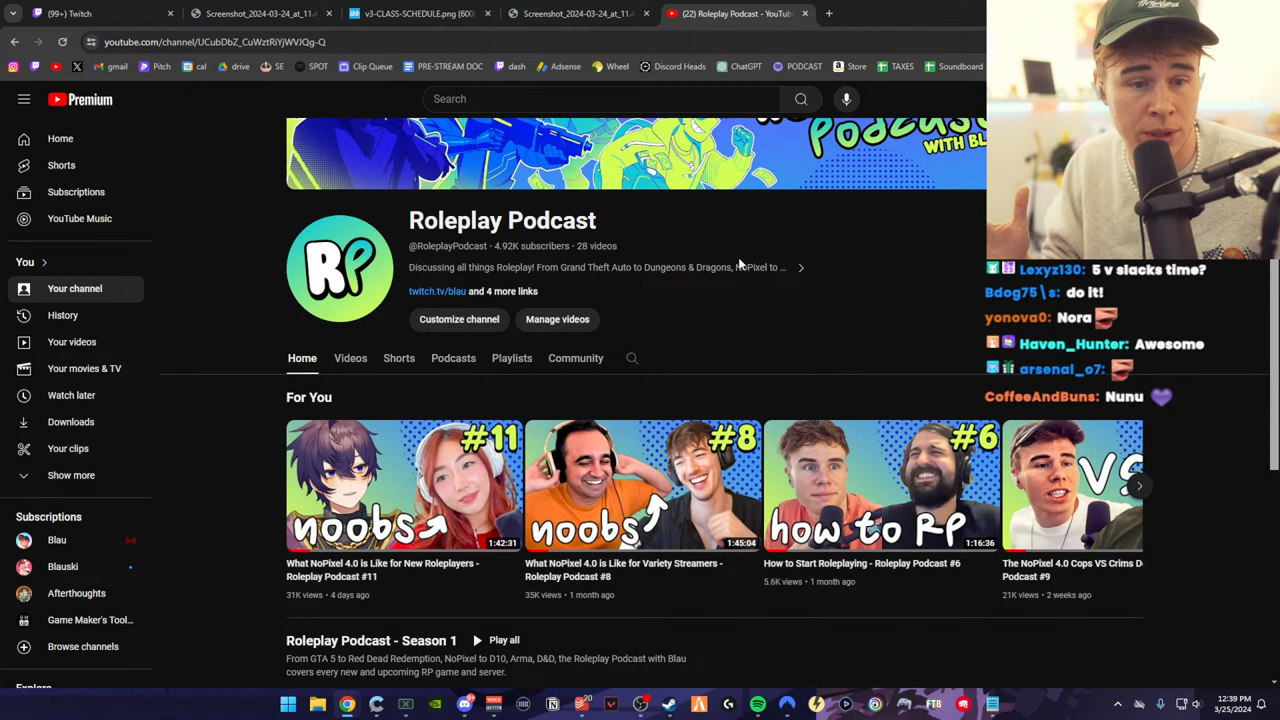 (99+) Twitch
Screenshot_2024-03-24_at_11.4
v3-CLASS-SCHEDULE.png (600
Screenshot_2024-03-24_at_11.4
(22) Roleplay Podcast - YouTu
youtube.com/channel/UCubDbZ_CuWztRiYjWVJQg-Q
gmail
Pitch
cal
drive
SE
SPOT
Clip Queue
PRE-STREAM DOC
dash
Adsense
Wheel
Discord Heads
ChatGPT
PODCAST
Store
TAXES
Soundboard
Premium
Search
Podcast
WITH BL
Home
Shorts
Subscriptions
YouTube Music
You
Your channel
History
Your videos
Your movies & TV
Watch later
Downloads
Your clips
Show more
Subscriptions
Blau
Blauski
Afterthoughts
Game Maker's Tool...
Browse channels
Explore
RP
Roleplay Podcast
@RoleplayPodcast · 4.92K subscribers · 28 videos
Discussing all things Roleplay! From Grand Theft Auto to Dungeons & Dragons, NoPixel to ...
twitch.tv/blau and 4 more links
Customize channel
Manage videos
Home
Videos
Shorts
Podcasts
Playlists
Community
For You
#11
noobs
1:42:31
What NoPixel 4.0 is Like for New Roleplayers -
Roleplay Podcast #11
31K views • 4 days ago
#8
noobs
1:45:04
What NoPixel 4.0 is Like for Variety Streamers -
Roleplay Podcast #8
35K views • 1 month ago
#6
how to RP
1:16:36
How to Start Roleplaying - Roleplay Podcast #6
5.6K views • 1 month ago
VS
The NoPixel 4.0 Cops VS Crims D
Podcast #9
21K views • 2 weeks ago
Roleplay Podcast - Season 1
Play all
From GTA 5 to Red Dead Redemption, NoPixel to D10, Arma, D&D, the Roleplay Podcast with Blau
covers every new and upcoming RP game and server.
Lexyz130: 5 v slacks time?
Bdog75\s: do it!
yonova0: Nora
Haven_Hunter: Awesome
arsenal_o7:
CoffeeAndBuns: Nunu
20
FTB
12:39 PM
3/25/2024